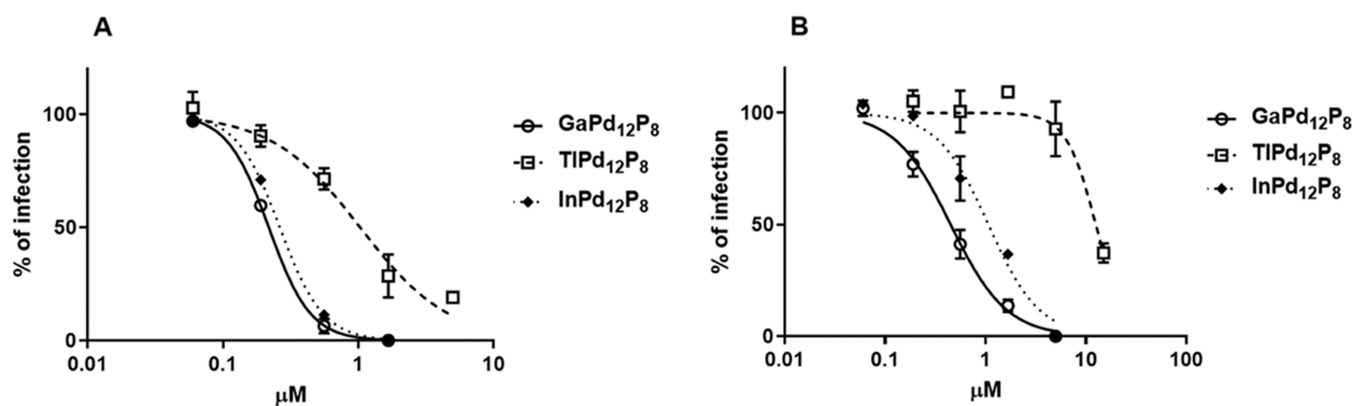 A
% of infection
100
50
0
0.01
0.1
1
10
μM
GaPd₁₂P₈
TlPd₁₂P₈
InPd₁₂P₈
B
% of infection
100
50
0
0.01
0.1
1
10
100
μM
GaPd₁₂P₈
TlPd₁₂P₈
InPd₁₂P₈